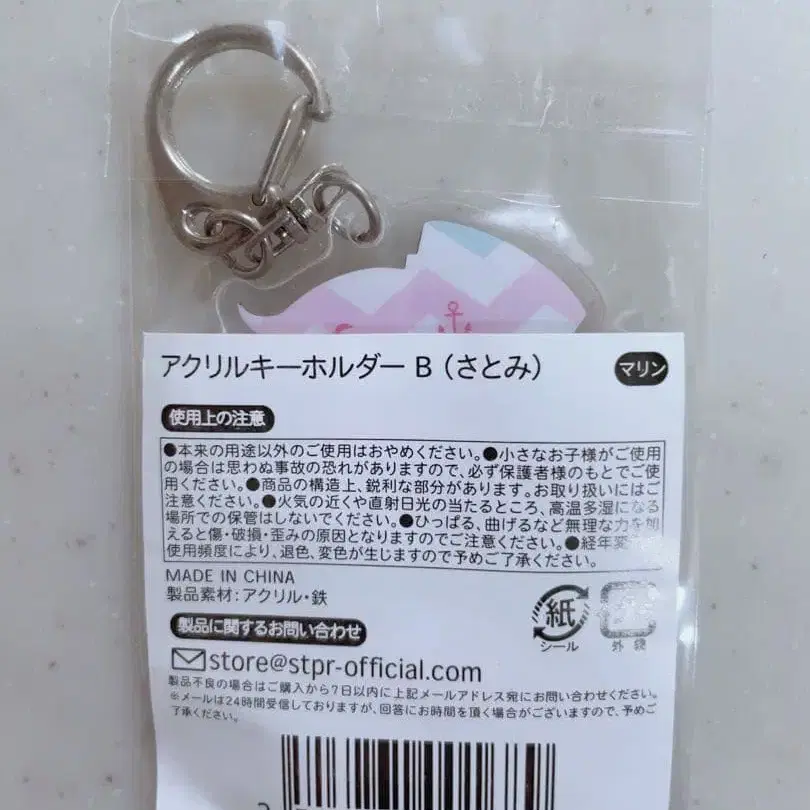 アクリルキーホルダー B（さとみ）
マリン
使用上の注意
●本来の用途以外のご使用はおやめください。●小さなお子様がご使用
の場合は思わぬ事故の恐れがありますので、必ず保護者様のもとでご使
用ください。●商品の構造上、鋭利な部分があります。お取り扱いにはご
注意ください。●火気の近くや直射日光の当たるところ、高温多湿になる
場所での保管はしないでください。●ひっぱる、曲げるなど無理な力を加
えると傷・破損・歪みの原因となりますのでご注意ください。●経年変
使用頻度により、退色、変色が生じますので予めご了承ください。
MADE IN CHINA
製品素材：アクリル・鉄
紙
シール
外袋
製品に関するお問い合わせ
store@stpr-official.com
製品不良の場合はご購入から7日以内に上記メールアドレス宛にお問い合わせください。
※メールは24時間受信しておりますが、回答にお時間を頂く場合がございますので、予めご
了承ください。